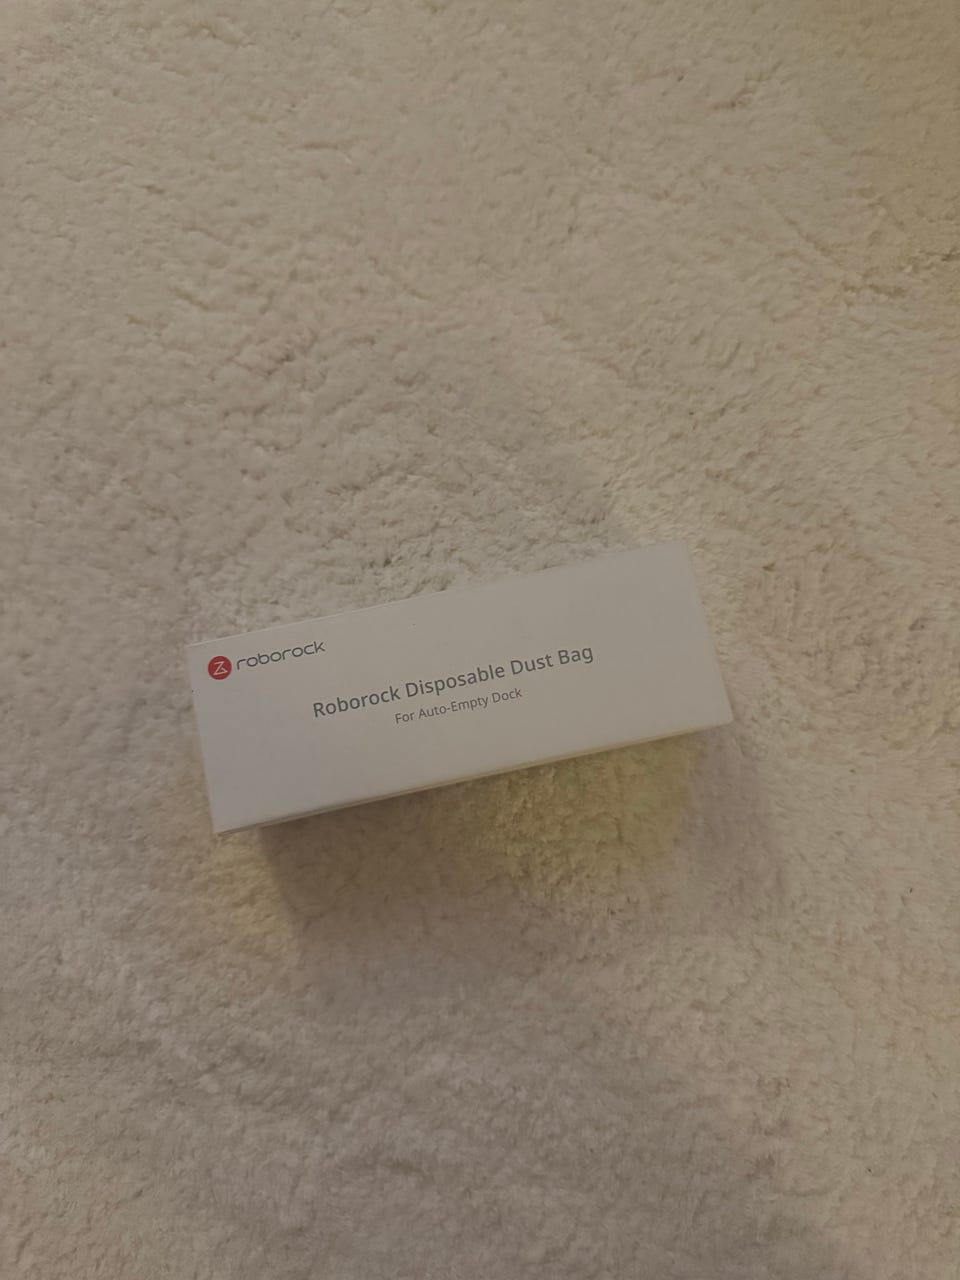 roborock
Roborock Disposable Dust Bag
For Auto-Empty Dock